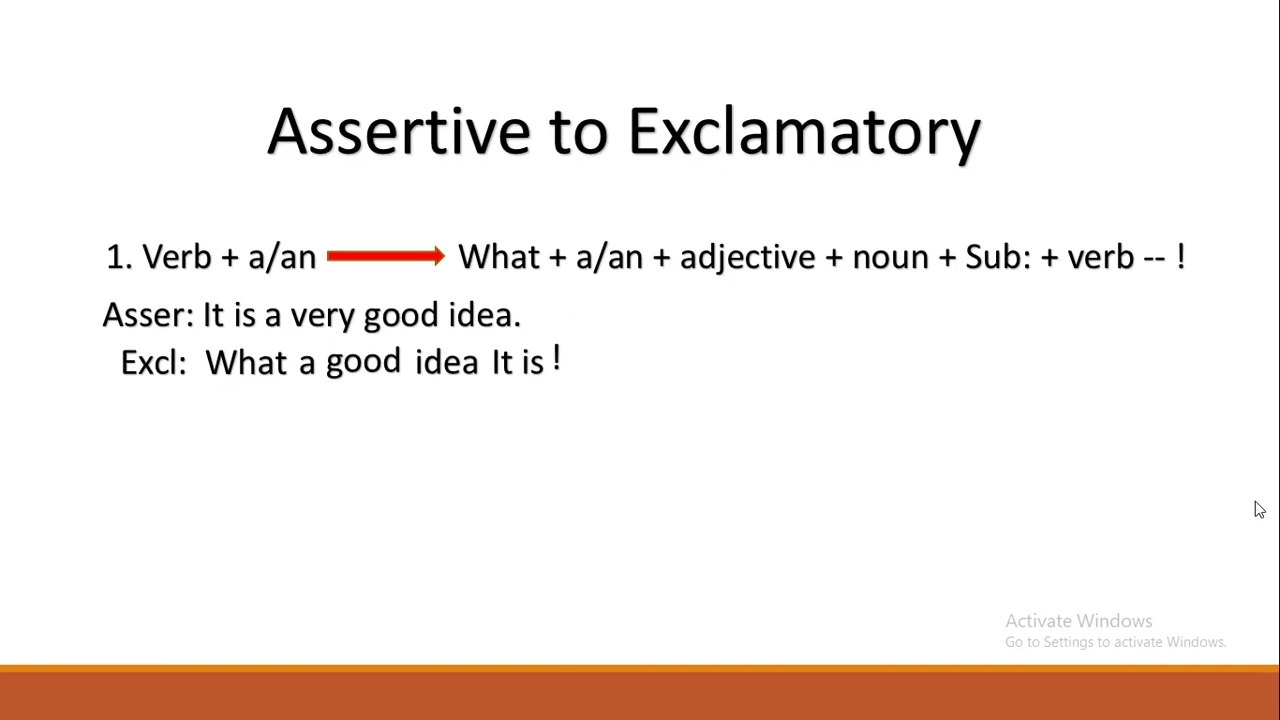 Assertive to Exclamatory
1. Verb + a/an What + a/an + adjective + noun + Sub: + verb -- !
Asser: It is a very good idea.
Excl: What a good idea It is !
Activate Windows
Go to Settings to activate Windows.